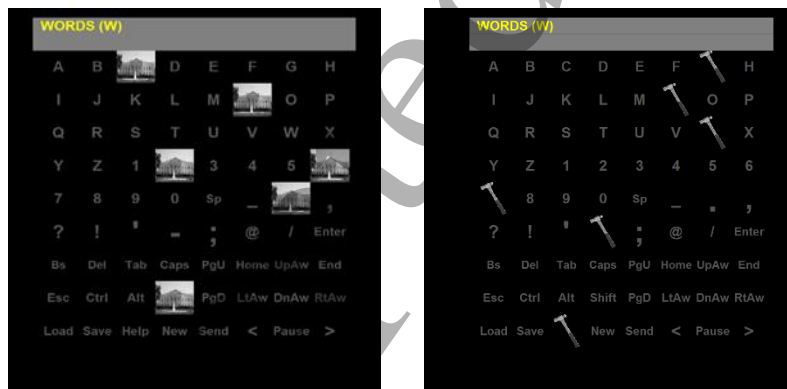 WORDS (W)
A B D E F G H
I J K L M O P
Q R S T U V W X
Y Z 1 3 4 5
7 8 9 0 Sp _ ,
? ! ' - ; @ / Enter
Bs Del Tab Caps PgU Home UpAw End
Esc Ctrl Alt PgD LtAw DnAw RtAw
Load Save Help New Send < Pause >
WORDS (W)
A B C D E F H
I J K L M O P
Q R S T U V X
Y Z 1 2 3 4 5 6
8 9 0 Sp _ . ,
? ! ' ; @ / Enter
Bs Del Tab Caps PgU Home UpAw End
Esc Ctrl Alt Shift PgD LtAw DnAw RtAw
Load Save New Send < Pause >